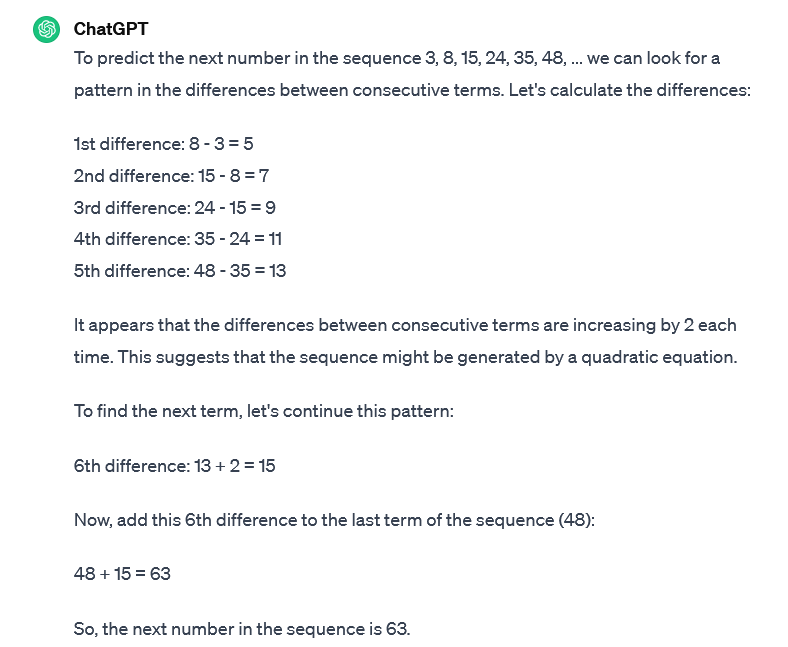 ChatGPT
To predict the next number in the sequence 3, 8, 15, 24, 35, 48, ... we can look for a
pattern in the differences between consecutive terms. Let's calculate the differences:
1st difference: 8 - 3 = 5
2nd difference: 15 - 8 = 7
3rd difference: 24 - 15 = 9
4th difference: 35 - 24 = 11
5th difference: 48 - 35 = 13
It appears that the differences between consecutive terms are increasing by 2 each
time. This suggests that the sequence might be generated by a quadratic equation.
To find the next term, let's continue this pattern:
6th difference: 13 + 2 = 15
Now, add this 6th difference to the last term of the sequence (48):
48 + 15 = 63
So, the next number in the sequence is 63.